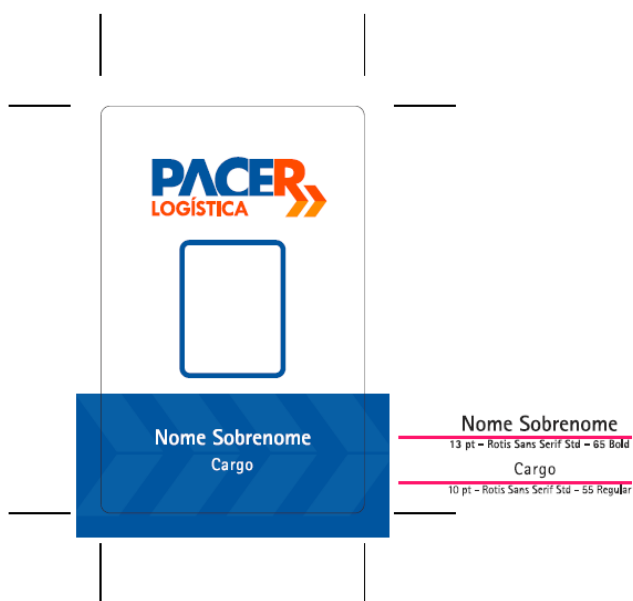 PACER
LOGÍSTICA
Nome Sobrenome
Cargo
Nome Sobrenome
13 pt – Rotis Sans Serif Std – 65 Bold
Cargo
10 pt – Rotis Sans Serif Std – 55 Regular